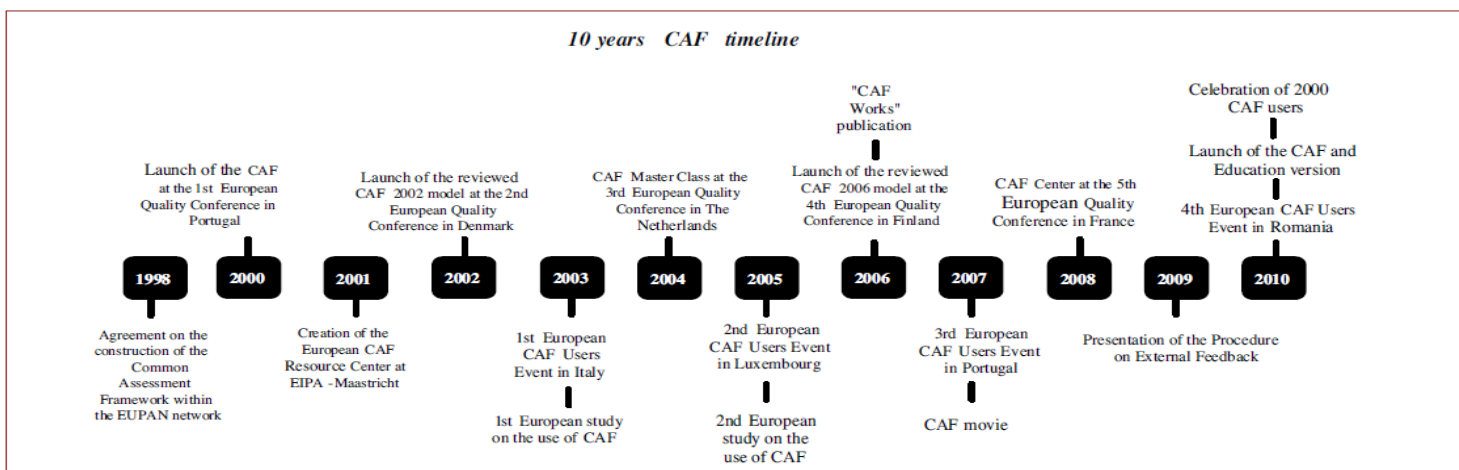 10 years CAF timeline
"CAF
Works"
publication
Celebration of 2000
CAF users
Launch of the CAF
at the 1st European
Quality Conference in
Portugal
Launch of the reviewed
CAF 2002 model at the 2nd
European Quality
Conference in Denmark
CAF Master Class at the
3rd European Quality
Conference in The
Netherlands
Launch of the reviewed
CAF 2006 model at the
4th European Quality
Conference in Finland
CAF Center at the 5th
European Quality
Conference in France
Launch of the CAF and
Education version
4th European CAF Users
Event in Romania
1998
2000
2001
2002
2003
2004
2005
2006
2007
2008
2009
2010
Agreement on the
construction of the
Common
Assessment
Framework within
the EUPAN network
Creation of the
European CAF
Resource Center at
EIPA -Maastricht
1st European
CAF Users
Event in Italy
1st European study
on the use of CAF
2nd European
CAF Users Event
in Luxembourg
2nd European
study on the
use of CAF
3rd European
CAF Users Event
in Portugal
CAF movie
Presentation of the Procedure
on External Feedback